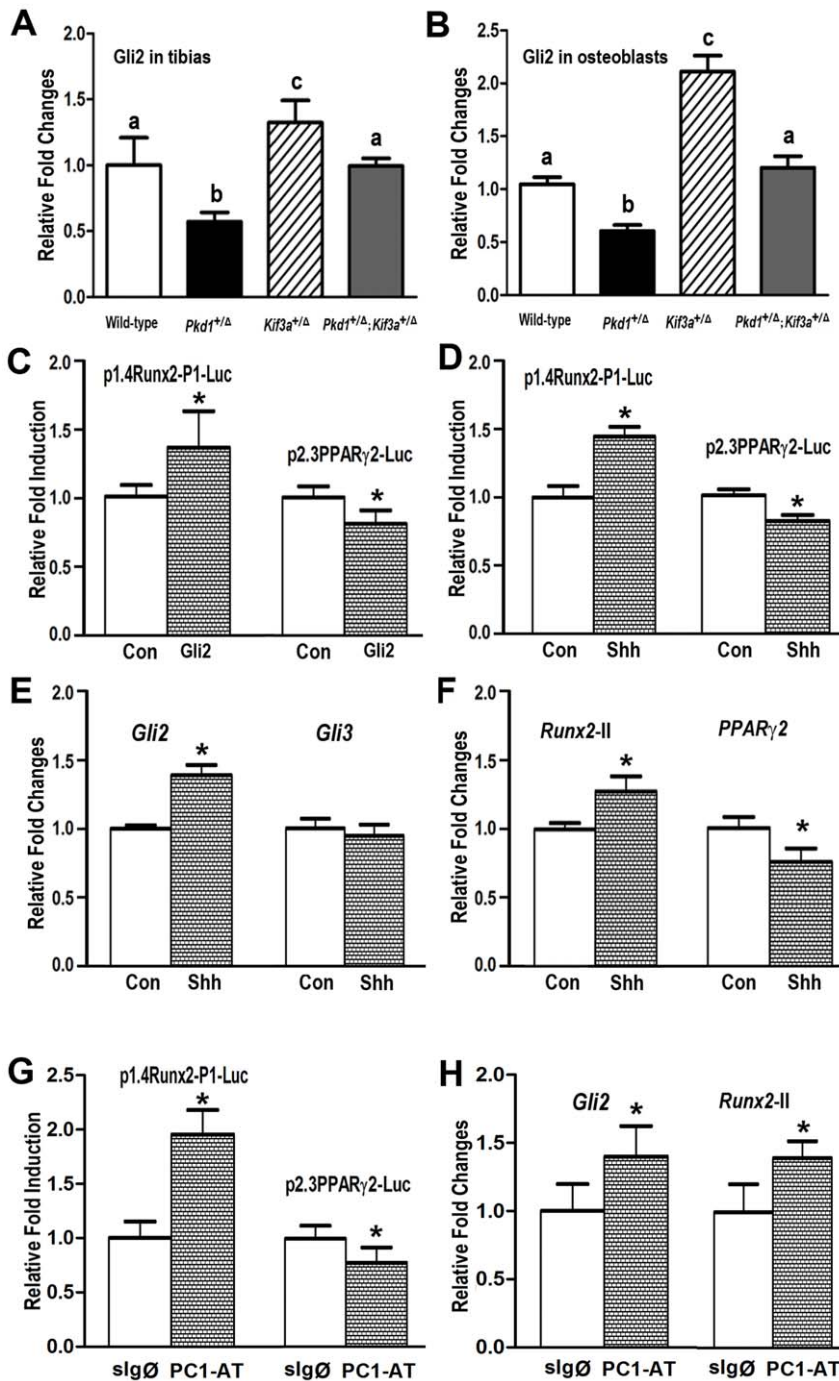 A
Gli2 in tibias
Relative Fold Changes
2.0
1.5
1.0
0.5
0.0
a
b
c
a
Wild-type
Pkd1+/Δ
Kif3a+/Δ
Pkd1+/Δ;Kif3a+/Δ
B
Gli2 in osteoblasts
Relative Fold Changes
2.5
2.0
1.5
1.0
0.5
0.0
a
b
c
a
Wild-type
Pkd1+/Δ
Kif3a+/Δ
Pkd1+/Δ;Kif3a+/Δ
C
p1.4Runx2-P1-Luc
p2.3PPARγ2-Luc
Relative Fold Induction
2.0
1.5
1.0
0.5
0.0
*
*
Con Gli2 Con Gli2
D
p1.4Runx2-P1-Luc
p2.3PPARγ2-Luc
Relative Fold Induction
2.0
1.5
1.0
0.5
0.0
*
*
Con Shh Con Shh
E
Gli2 Gli3
Relative Fold Changes
2.0
1.5
1.0
0.5
0.0
*
Con Shh Con Shh
F
Runx2-II PPARγ2
Relative Fold Changes
2.0
1.5
1.0
0.5
0.0
*
*
Con Shh Con Shh
G
p1.4Runx2-P1-Luc
p2.3PPARγ2-Luc
Relative Fold Induction
2.5
2.0
1.5
1.0
0.5
0.0
*
*
sIgØ PC1-AT sIgØ PC1-AT
H
Gli2 Runx2-II
Relative Fold Changes
2.0
1.5
1.0
0.5
0.0
*
*
sIgØ PC1-AT sIgØ PC1-AT